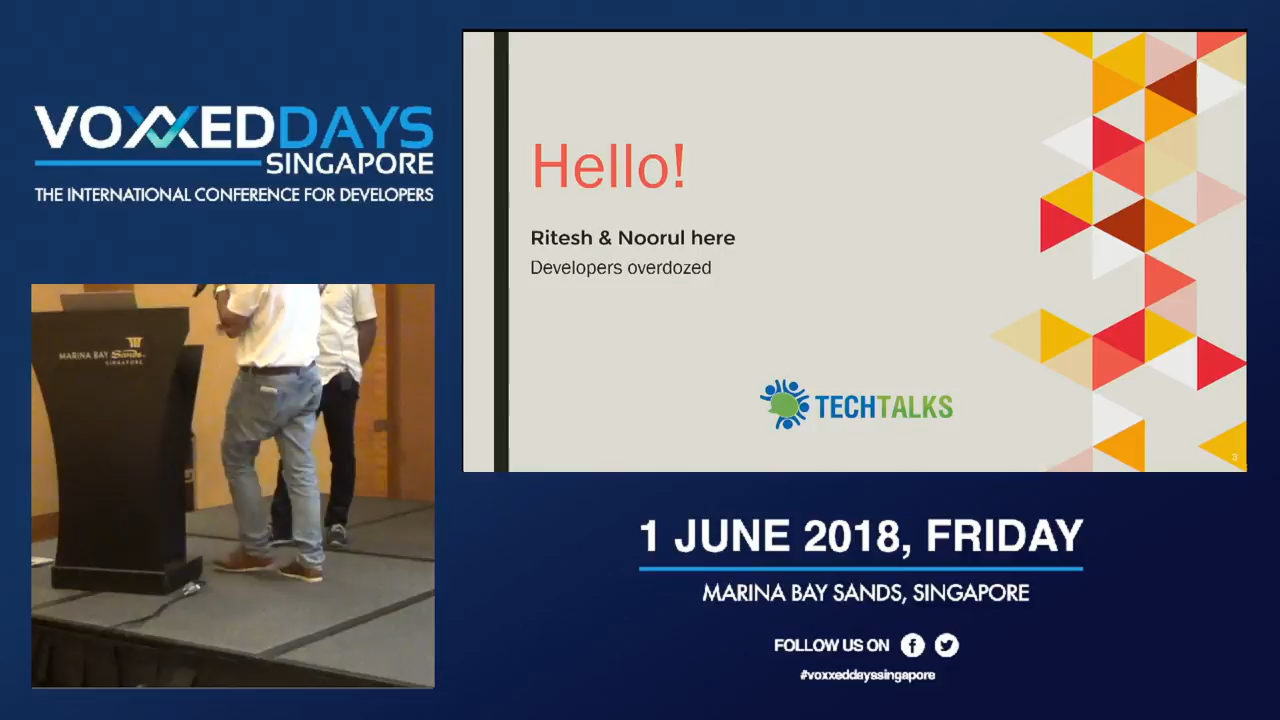 VOXXEDDAYS
SINGAPORE
THE INTERNATIONAL CONFERENCE FOR DEVELOPERS
MARINA BAY Sands
SINGAPORE
Hello!
Ritesh & Noorul here
Developers overdozed
TECHTALKS
3
1 JUNE 2018, FRIDAY
MARINA BAY SANDS, SINGAPORE
FOLLOW US ON
#voxxeddayssingapore